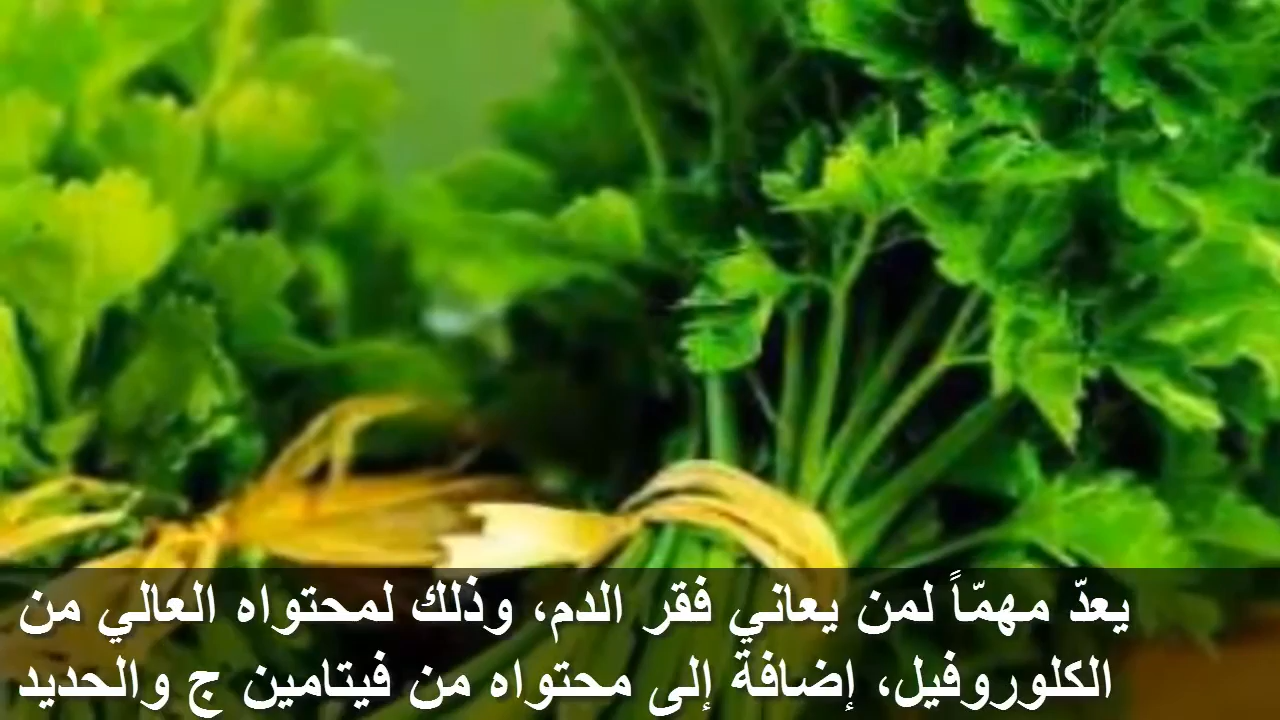 يعدّ مهمّاً لمن يعاني فقر الدم، وذلك لمحتواه العالي من
الكلوروفيل، إضافة إلى محتواه من فيتامين ج والحديد